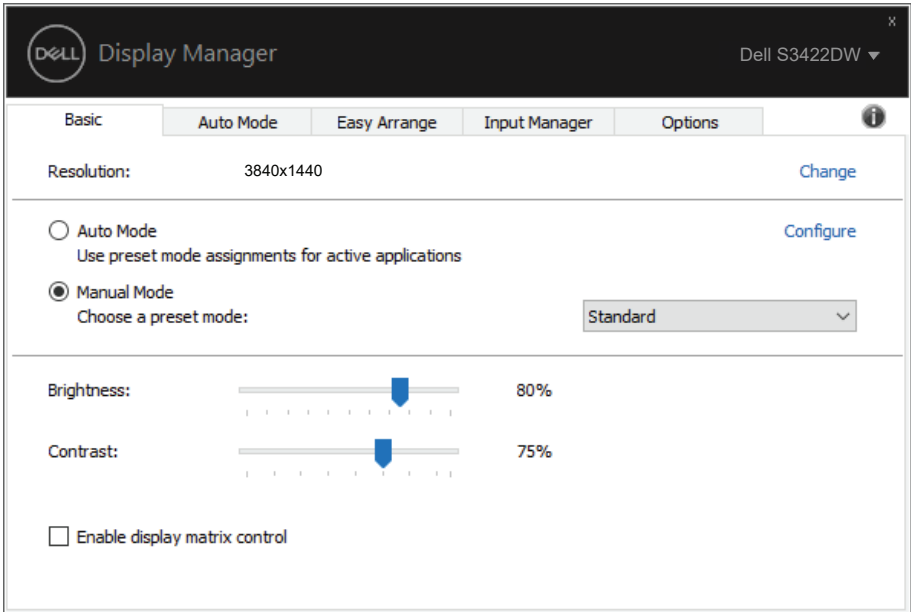 x
DELL Display Manager
Dell S3422DW
Basic Auto Mode Easy Arrange Input Manager Options i
Resolution: 3840x1440 Change
Auto Mode Configure
Use preset mode assignments for active applications
Manual Mode
Choose a preset mode: Standard
Brightness: 80%
Contrast: 75%
Enable display matrix control